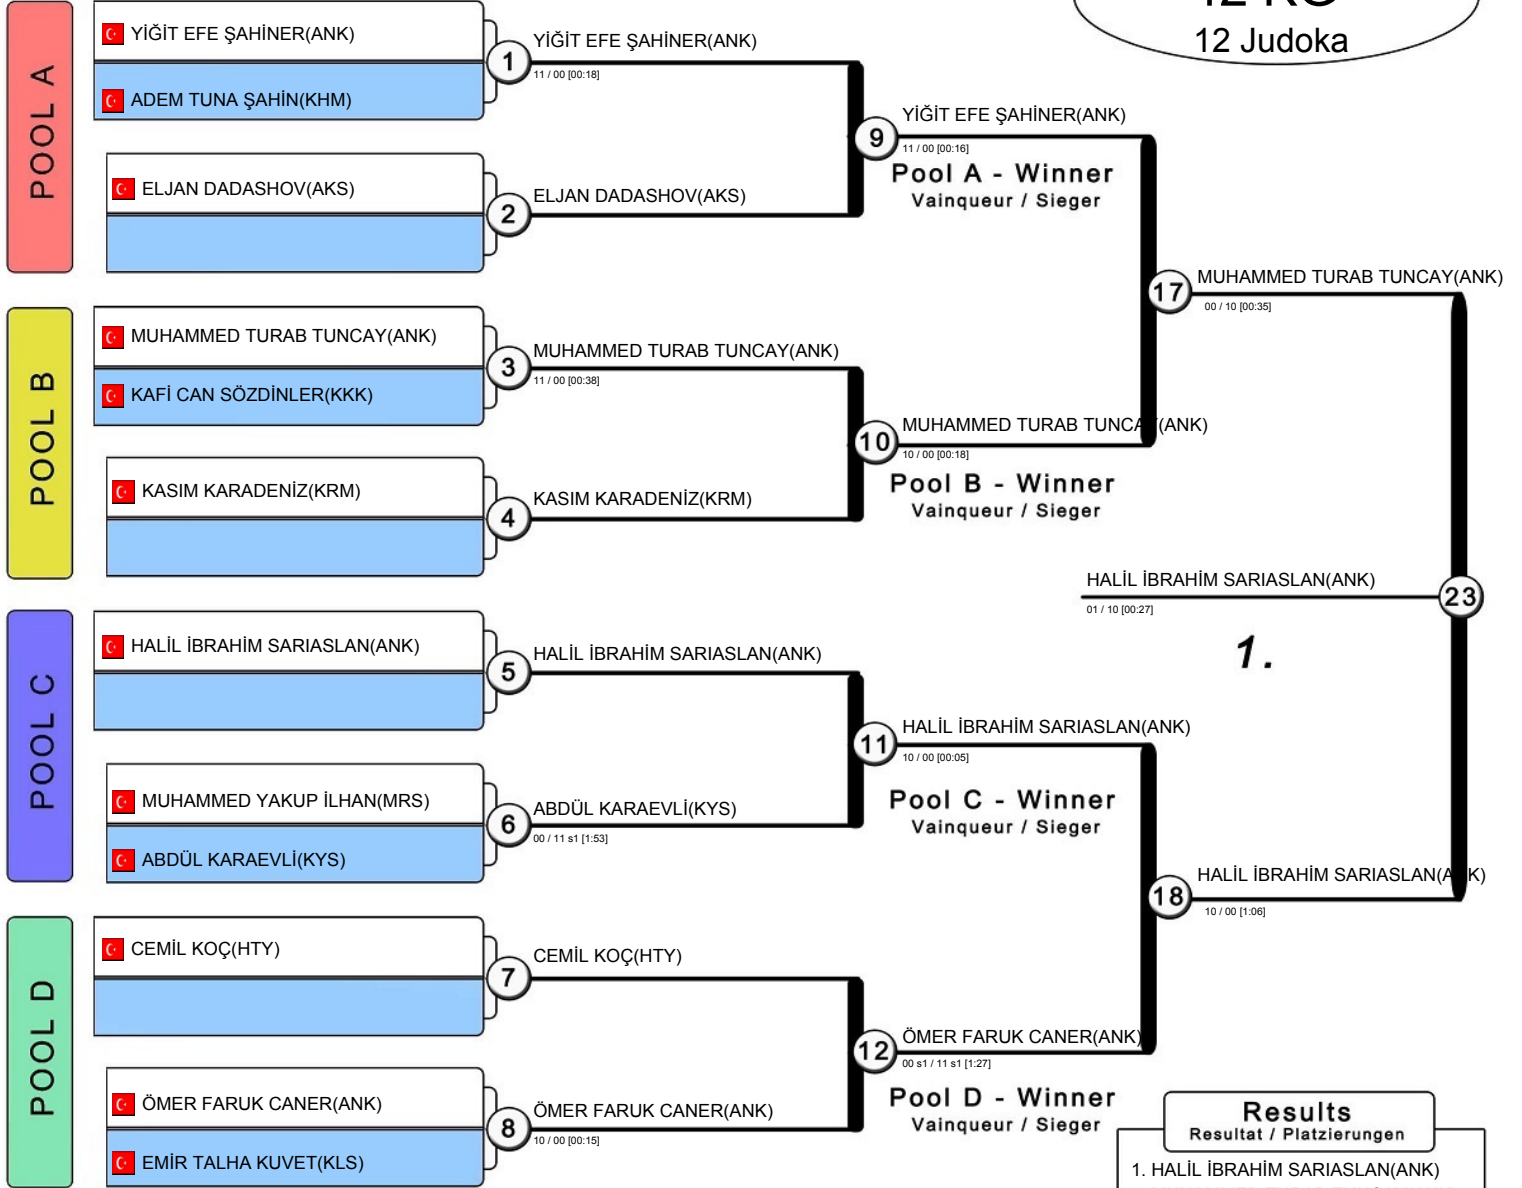 42 KG
12 Judoka
POOL A
YİĞİT EFE ŞAHİNER(ANK)
ADEM TUNA ŞAHİN(KHM)
1
YİĞİT EFE ŞAHİNER(ANK)
11 / 00 [00:18]
ELJAN DADASHOV(AKS)
2
ELJAN DADASHOV(AKS)
9
YİĞİT EFE ŞAHİNER(ANK)
11 / 00 [00:16]
Pool A - Winner
Vainqueur / Sieger
POOL B
MUHAMMED TURAB TUNCAY(ANK)
KAFİ CAN SÖZDİNLER(KKK)
3
MUHAMMED TURAB TUNCAY(ANK)
11 / 00 [00:38]
KASIM KARADENİZ(KRM)
4
KASIM KARADENİZ(KRM)
10
MUHAMMED TURAB TUNCAY(ANK)
10 / 00 [00:18]
Pool B - Winner
Vainqueur / Sieger
17
MUHAMMED TURAB TUNCAY(ANK)
00 / 10 [00:35]
HALİL İBRAHİM SARIASLAN(ANK)
01 / 10 [00:27]
23
1.
POOL C
HALİL İBRAHİM SARIASLAN(ANK)
5
HALİL İBRAHİM SARIASLAN(ANK)
MUHAMMED YAKUP İLHAN(MRS)
ABDÜL KARAEVLİ(KYS)
6
ABDÜL KARAEVLİ(KYS)
00 / 11 s1 [1:53]
11
HALİL İBRAHİM SARIASLAN(ANK)
10 / 00 [00:05]
Pool C - Winner
Vainqueur / Sieger
18
HALİL İBRAHİM SARIASLAN(ANK)
10 / 00 [1:06]
POOL D
CEMİL KOÇ(HTY)
7
CEMİL KOÇ(HTY)
ÖMER FARUK CANER(ANK)
EMİR TALHA KUVET(KLS)
8
ÖMER FARUK CANER(ANK)
10 / 00 [00:15]
12
ÖMER FARUK CANER(ANK)
00 s1 / 11 s1 [1:27]
Pool D - Winner
Vainqueur / Sieger
Results
Resultat / Platzierungen
1. HALİL İBRAHİM SARIASLAN(ANK)